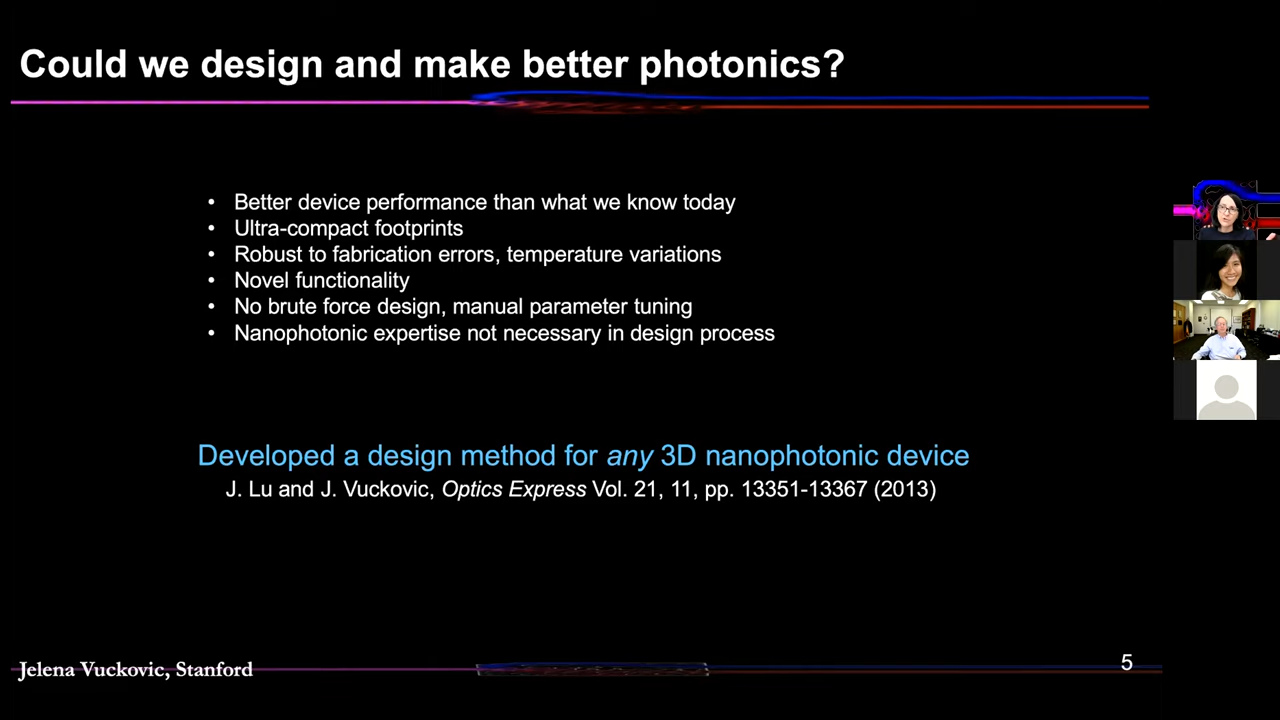 Could we design and make better photonics?
• Better device performance than what we know today
• Ultra-compact footprints
• Robust to fabrication errors, temperature variations
• Novel functionality
• No brute force design, manual parameter tuning
• Nanophotonic expertise not necessary in design process
Developed a design method for any 3D nanophotonic device
J. Lu and J. Vuckovic, Optics Express Vol. 21, 11, pp. 13351-13367 (2013)
Jelena Vuckovic, Stanford
5